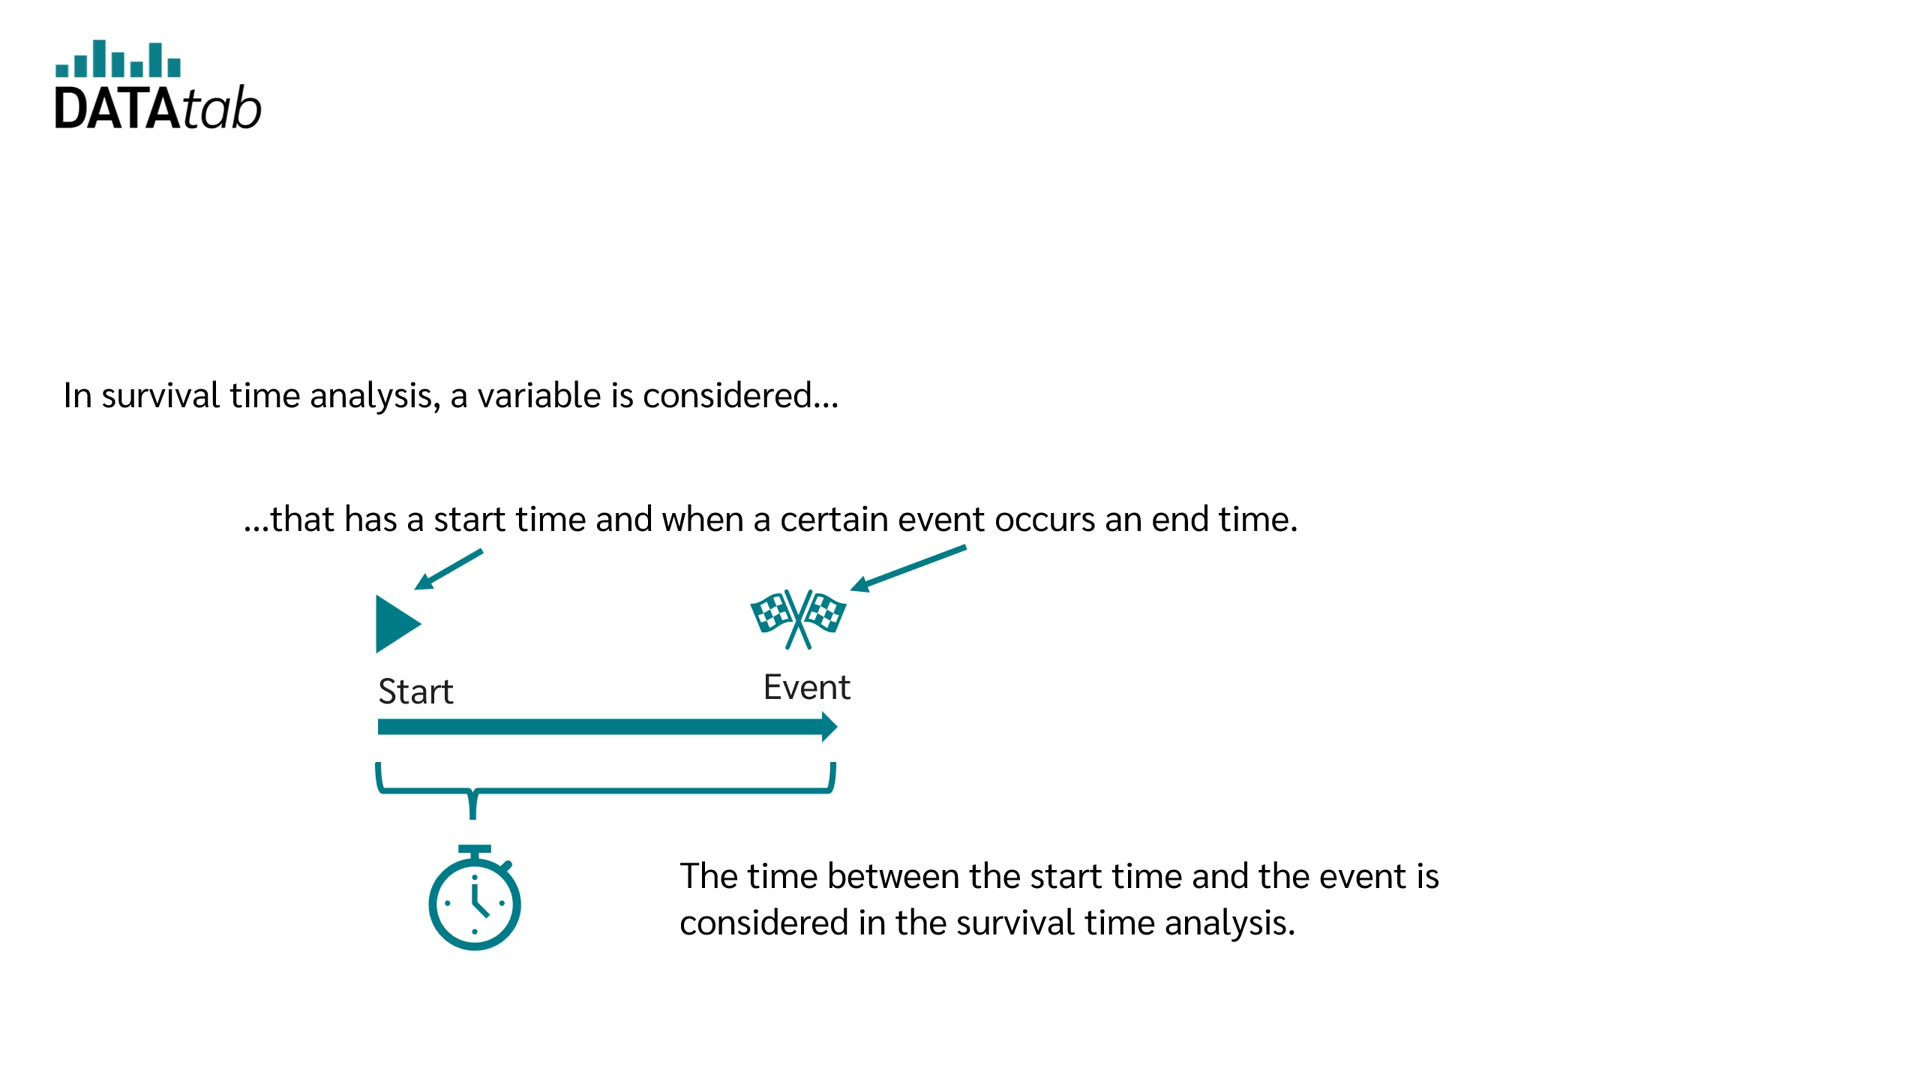 DATAtab
In survival time analysis, a variable is considered...
...that has a start time and when a certain event occurs an end time.
Start
Event
The time between the start time and the event is
considered in the survival time analysis.